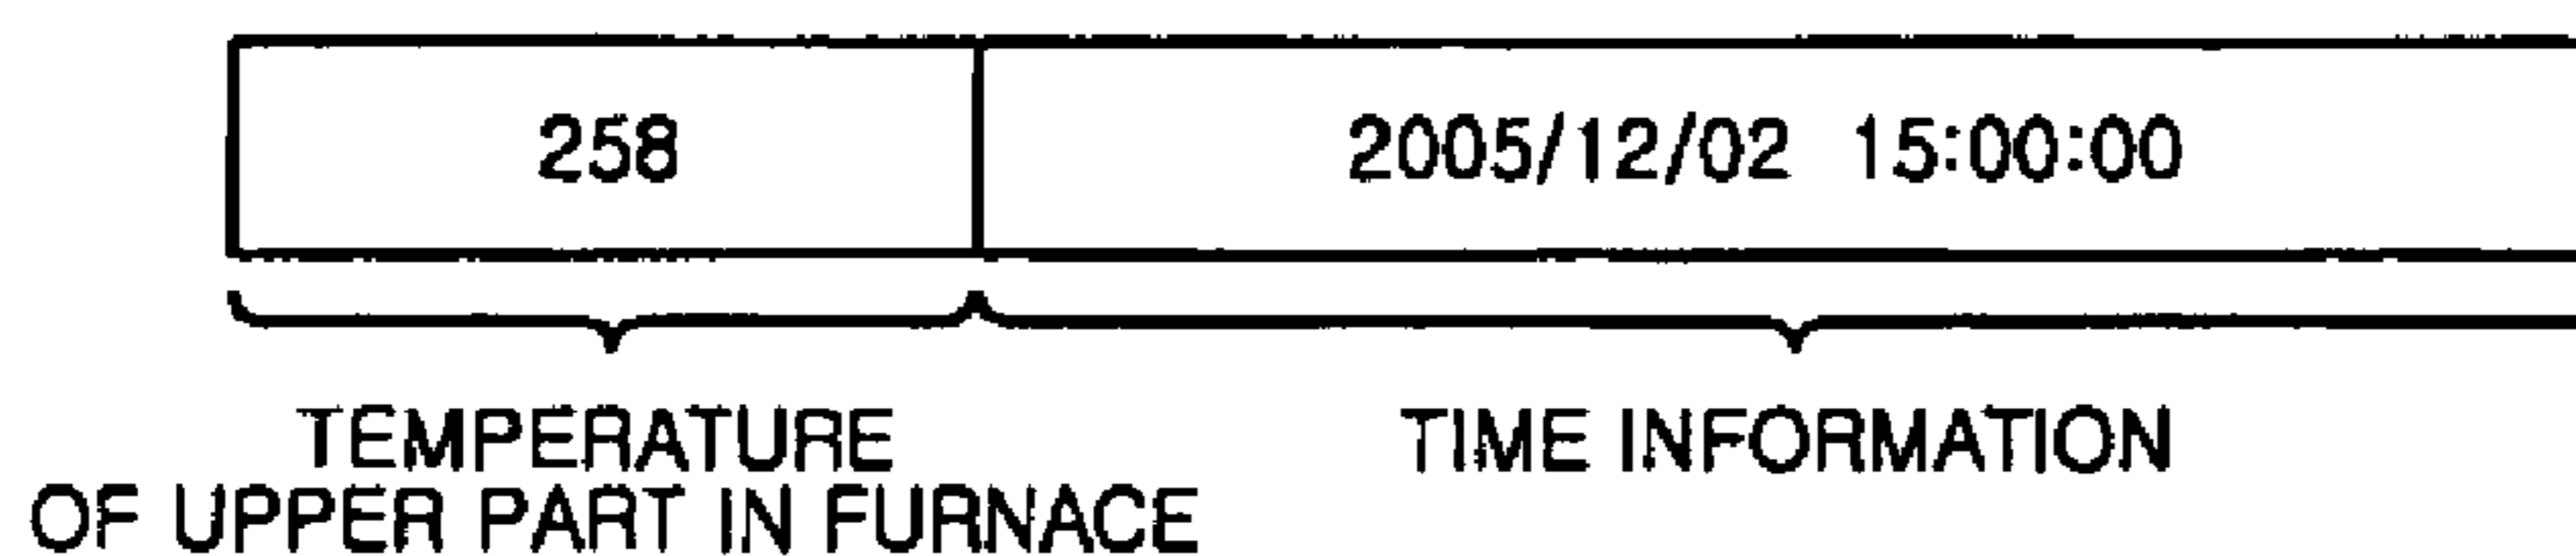 258 2005/12/02 15:00:00
TEMPERATURE TIME INFORMATION
OF UPPER PART IN FURNACE